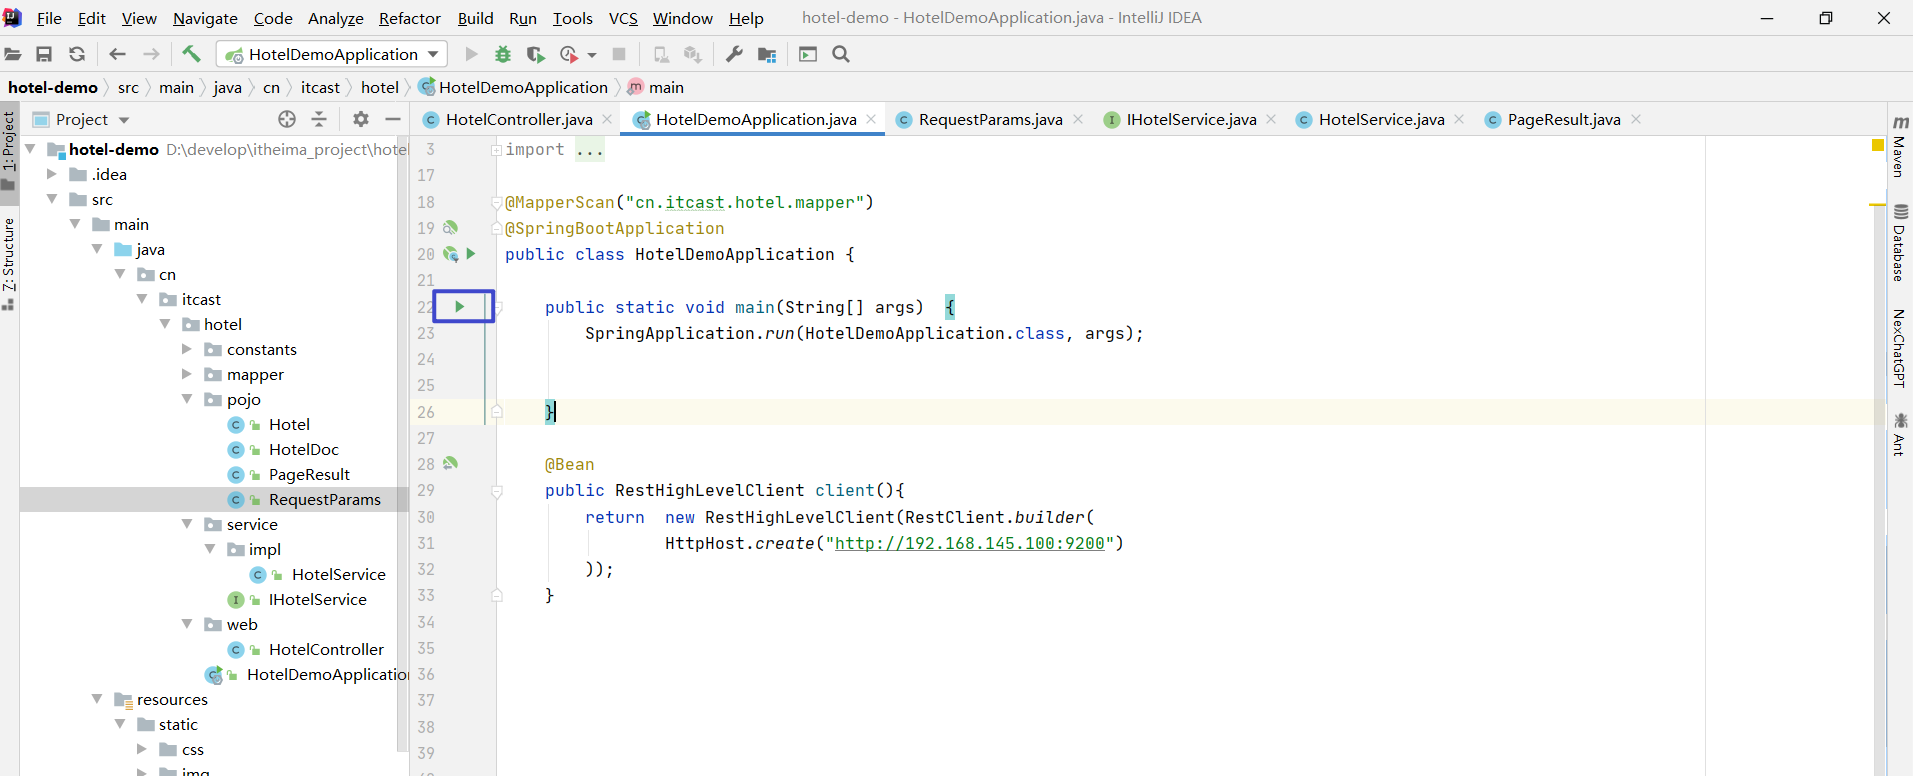 File Edit View Navigate Code Analyze Refactor Build Run Tools VCS Window Help hotel-demo - HotelDemoApplication.java - IntelliJ IDEA
HotelDemoApplication
hotel-demo src main java cn itcast hotel HotelDemoApplication m main
Project
HotelController.java
HotelDemoApplication.java
RequestParams.java
IHotelService.java
HotelService.java
PageResult.java
1: Project
7: Structure
hotel-demo D:\develop\itheima_project\hotel
.idea
src
main
java
cn
itcast
hotel
constants
mapper
pojo
Hotel
HotelDoc
PageResult
RequestParams
service
impl
HotelService
IHotelService
web
HotelController
HotelDemoApplication
resources
static
css
img
3 import ...
17
18 @MapperScan("cn.itcast.hotel.mapper")
19 @SpringBootApplication
20 public class HotelDemoApplication {
21
22 public static void main(String[] args) {
23 SpringApplication.run(HotelDemoApplication.class, args);
24
25
26 }
27
28 @Bean
29 public RestHighLevelClient client(){
30 return new RestHighLevelClient(RestClient.builder(
31 HttpHost.create("http://192.168.145.100:9200")
32 ));
33 }
34
35
36
37
38
39
m Maven
Database
NexChatGPT
Ant